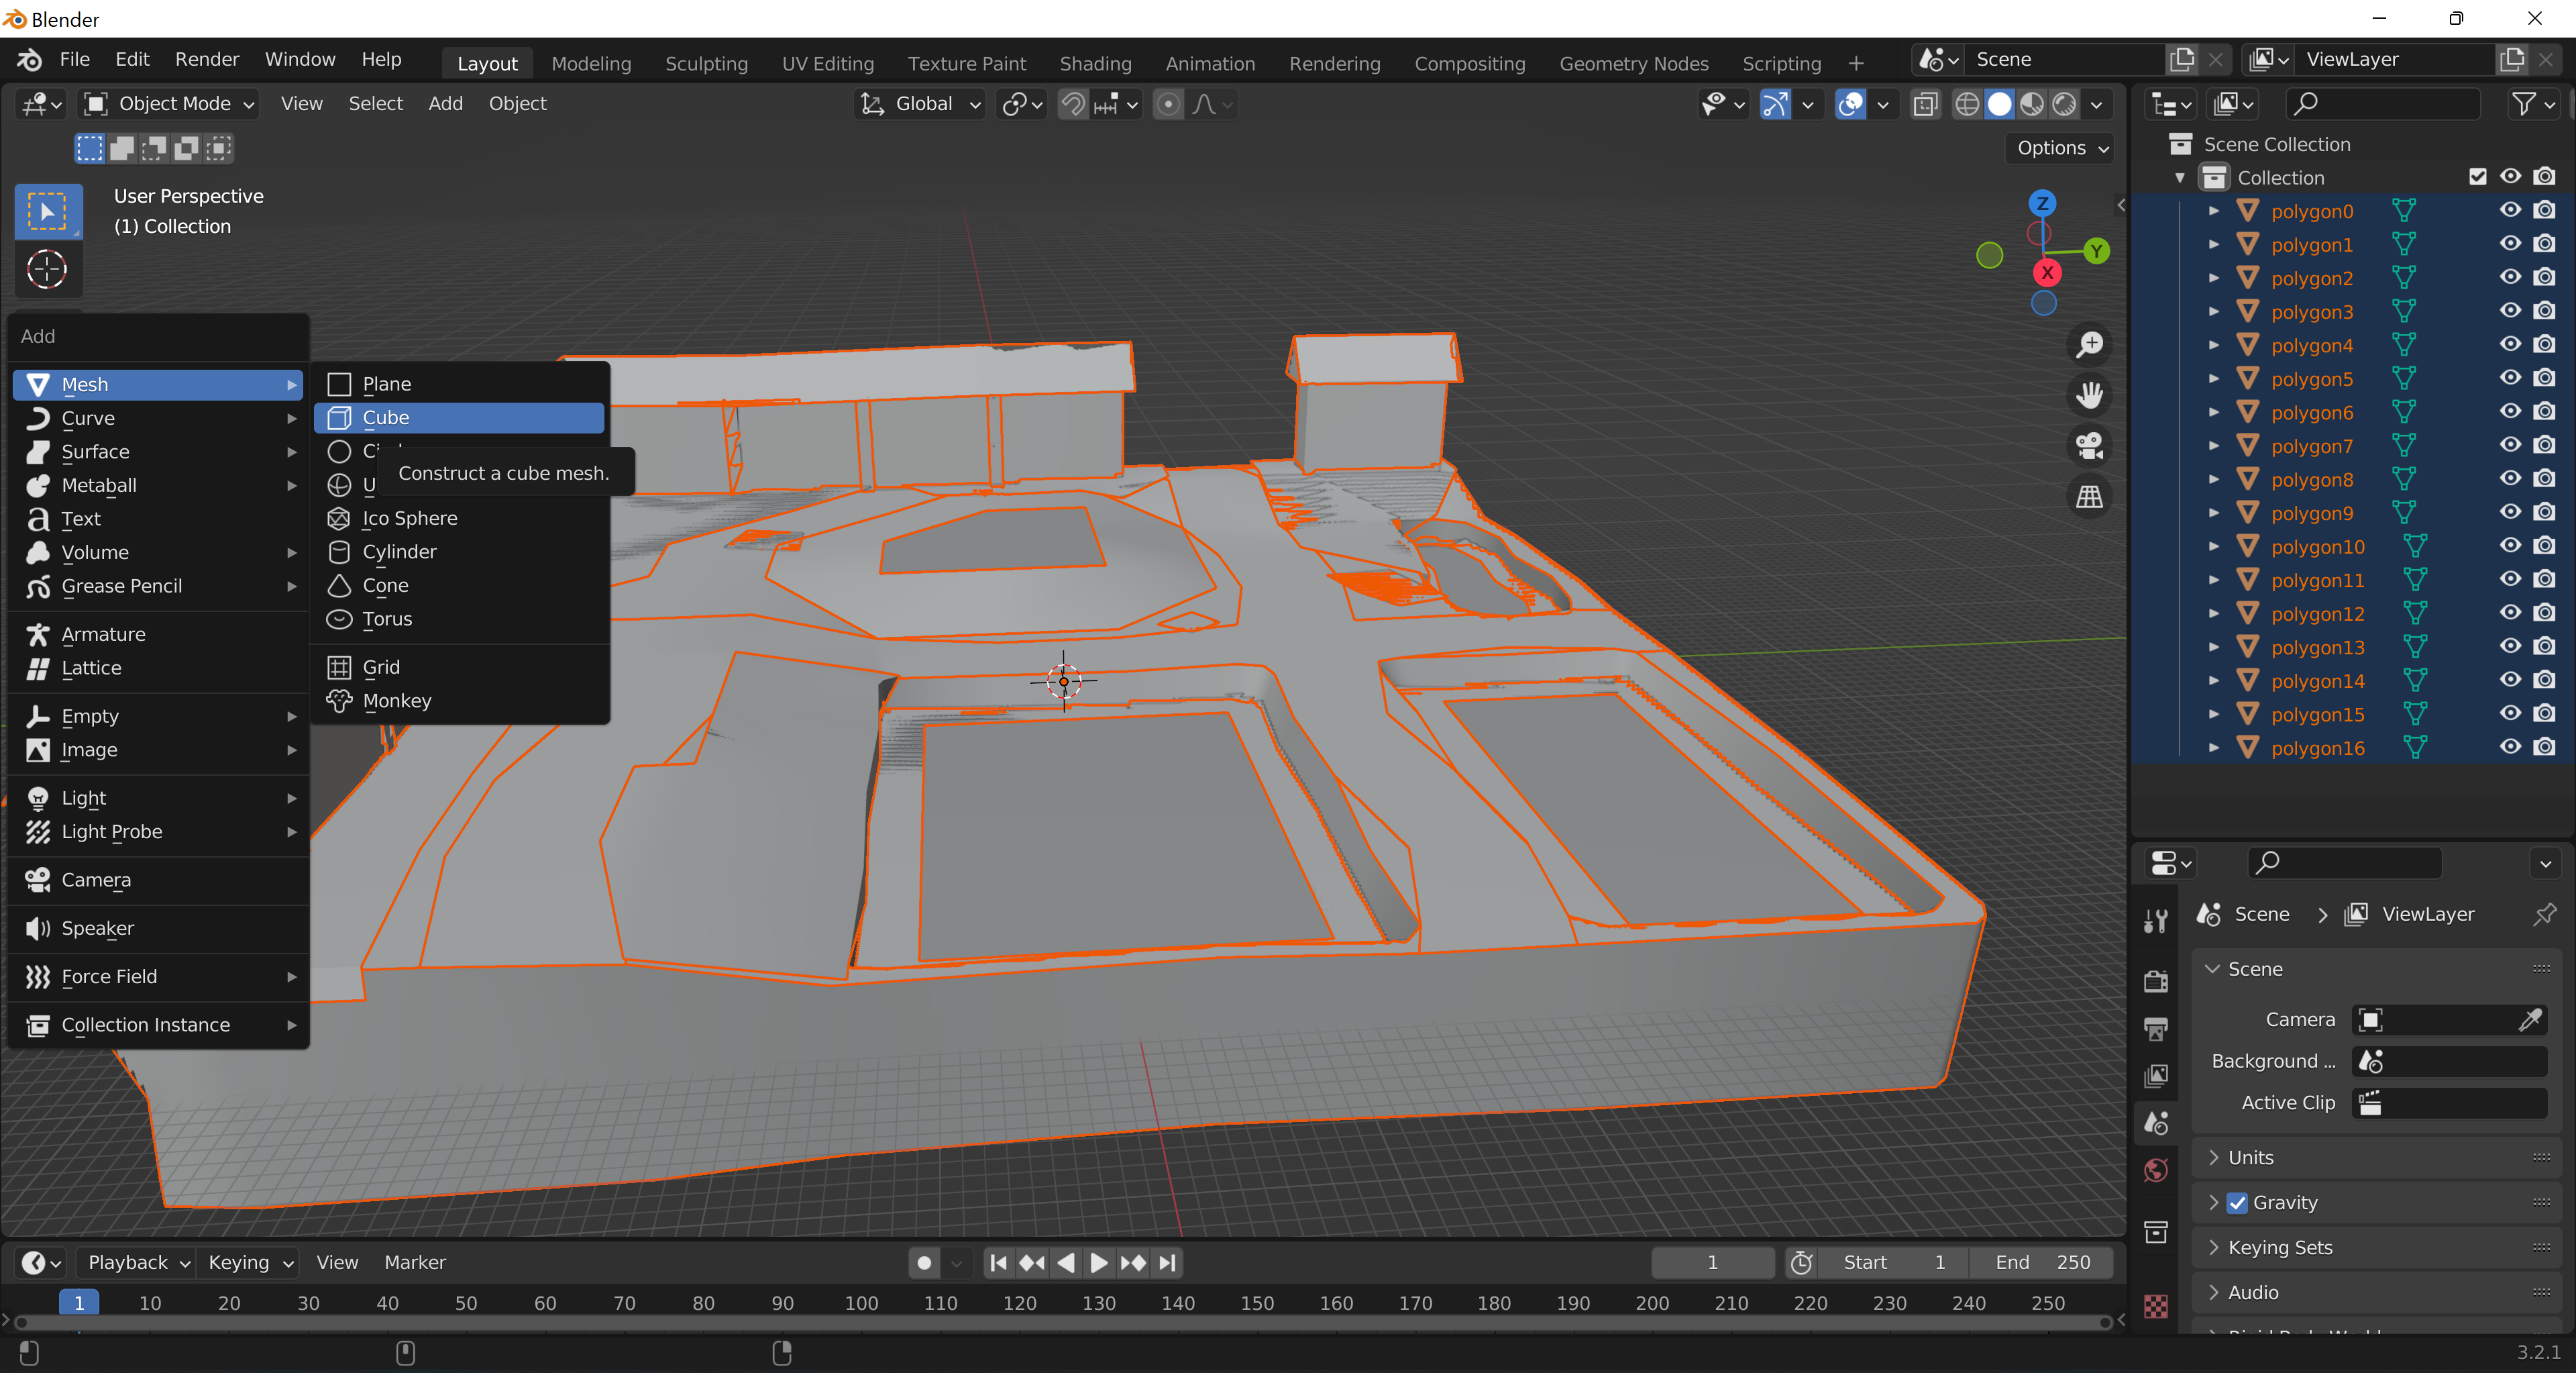 Blender
File Edit Render Window Help Layout Modeling Sculpting UV Editing Texture Paint Shading Animation Rendering Compositing Geometry Nodes Scripting + Scene ViewLayer
Object Mode View Select Add Object Global
Options
User Perspective
(1) Collection
Z
Y
X
Add
Mesh
Curve
Surface
Metaball
Text
Volume
Grease Pencil
Armature
Lattice
Empty
Image
Light
Light Probe
Camera
Speaker
Force Field
Collection Instance
Plane
Cube
U
Construct a cube mesh.
Ico Sphere
Cylinder
Cone
Torus
Grid
Monkey
Scene Collection
Collection
polygon0
polygon1
polygon2
polygon3
polygon4
polygon5
polygon6
polygon7
polygon8
polygon9
polygon10
polygon11
polygon12
polygon13
polygon14
polygon15
polygon16
Scene > ViewLayer
Scene
Camera
Background ...
Active Clip
Units
Gravity
Keying Sets
Audio
Playback Keying View Marker 1 Start 1 End 250
1 10 20 30 40 50 60 70 80 90 100 110 120 130 140 150 160 170 180 190 200 210 220 230 240 250
3.2.1